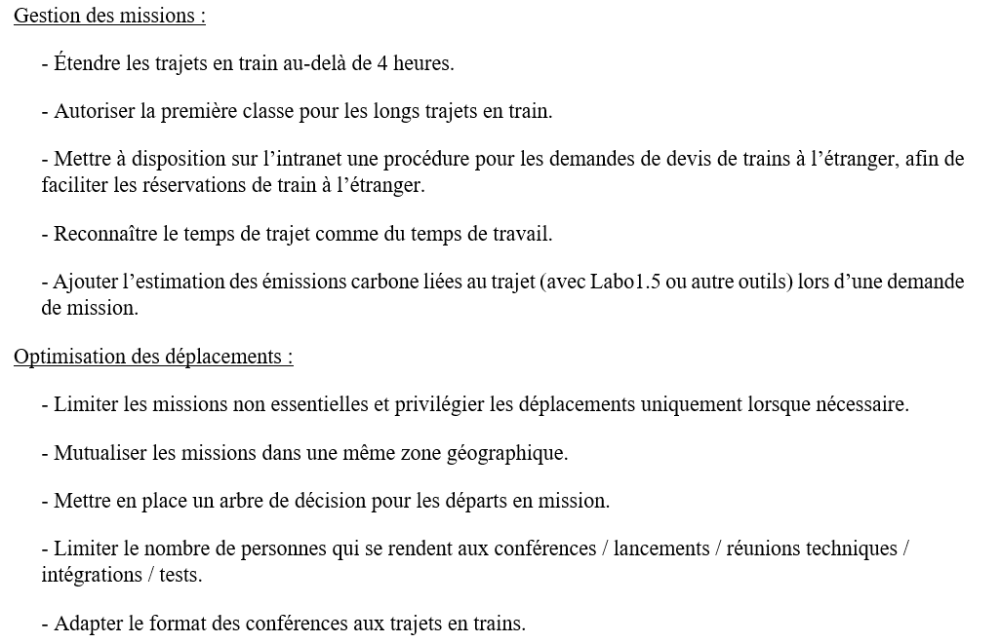 Gestion des missions :
- Étendre les trajets en train au-delà de 4 heures.
- Autoriser la première classe pour les longs trajets en train.
- Mettre à disposition sur l’intranet une procédure pour les demandes de devis de trains à l’étranger, afin de
faciliter les réservations de train à l’étranger.
- Reconnaître le temps de trajet comme du temps de travail.
- Ajouter l’estimation des émissions carbone liées au trajet (avec Labo1.5 ou autre outils) lors d’une demande
de mission.
Optimisation des déplacements :
- Limiter les missions non essentielles et privilégier les déplacements uniquement lorsque nécessaire.
- Mutualiser les missions dans une même zone géographique.
- Mettre en place un arbre de décision pour les départs en mission.
- Limiter le nombre de personnes qui se rendent aux conférences / lancements / réunions techniques /
intégrations / tests.
- Adapter le format des conférences aux trajets en trains.